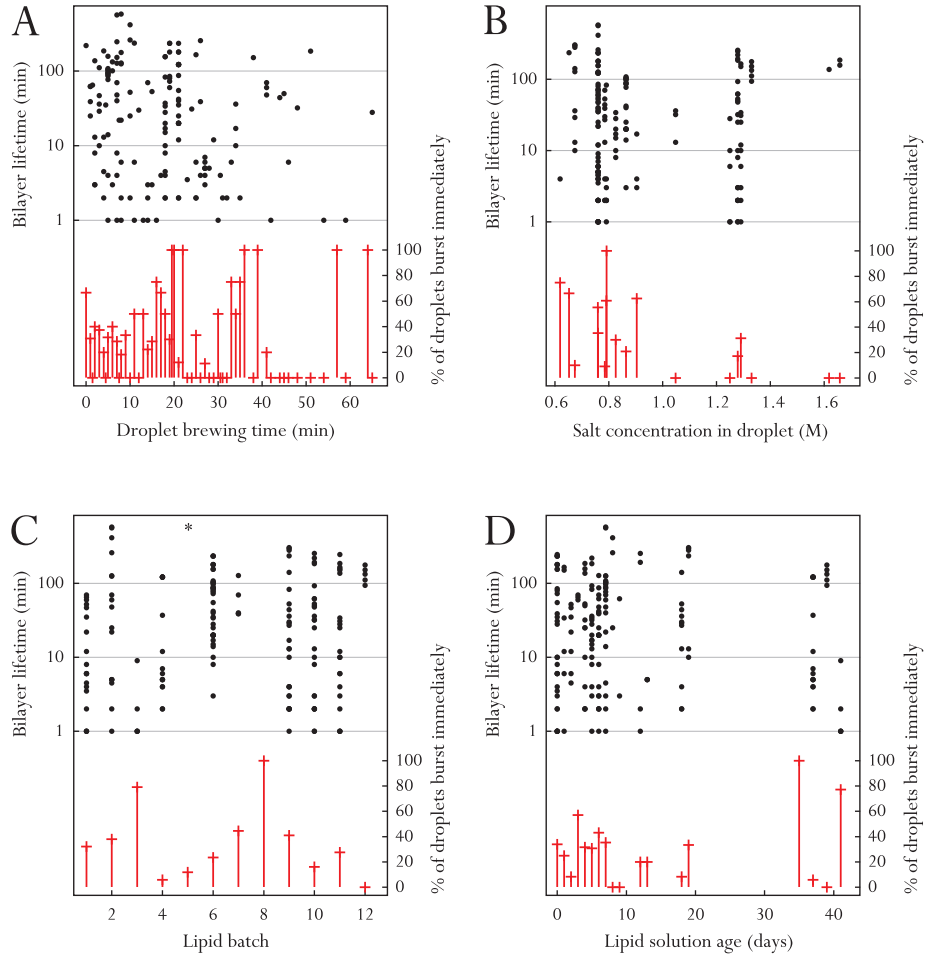 A
Bilayer lifetime (min)
100
10
1
100
80
60
40
20
0
% of droplets burst immediately
0 10 20 30 40 50 60
Droplet brewing time (min)
B
Bilayer lifetime (min)
100
10
1
100
80
60
40
20
0
% of droplets burst immediately
0.6 0.8 1.0 1.2 1.4 1.6
Salt concentration in droplet (M)
C
*
Bilayer lifetime (min)
100
10
1
100
80
60
40
20
0
% of droplets burst immediately
2 4 6 8 10 12
Lipid batch
D
Bilayer lifetime (min)
100
10
1
100
80
60
40
20
0
% of droplets burst immediately
0 10 20 30 40
Lipid solution age (days)